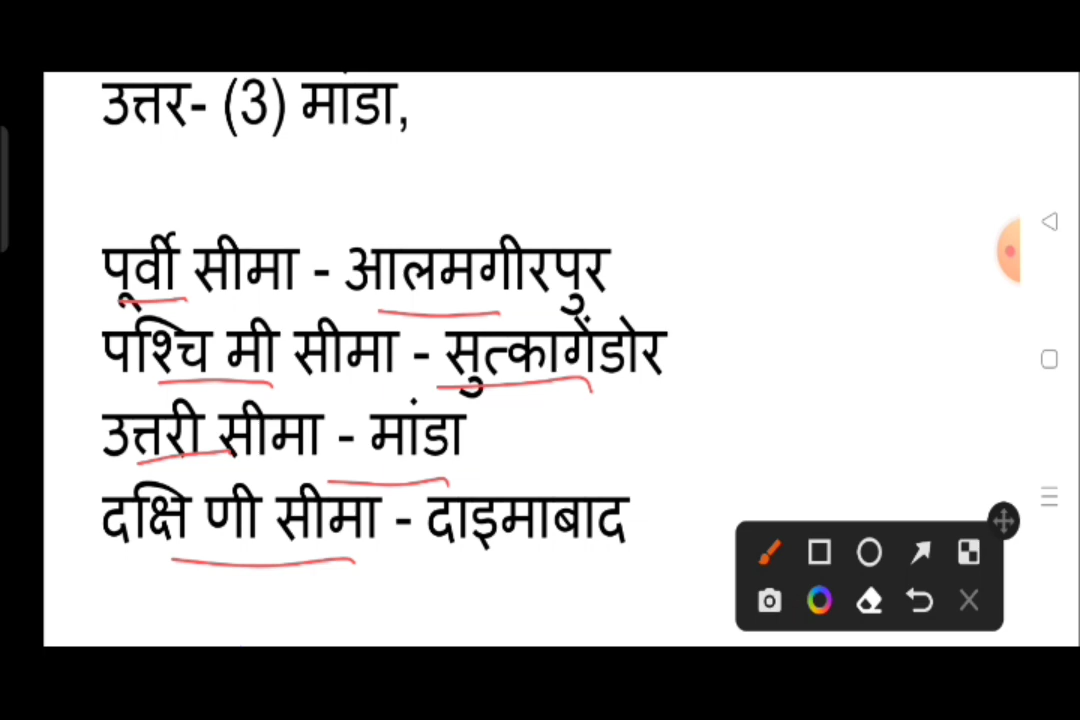 उत्तर- (3) मांडा,
पूर्वी सीमा - आलमगीरपुर
पश्चि मी सीमा - सुत्कागेंडोर
उत्तरी सीमा - मांडा
दक्षि णी सीमा - दाइमाबाद